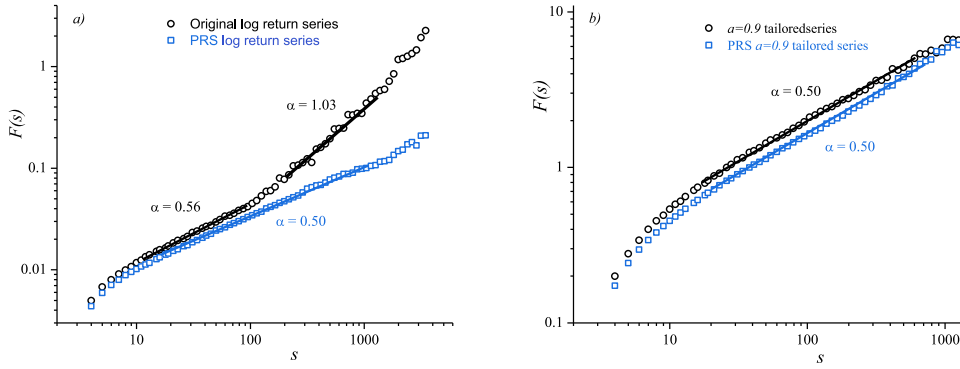 a)
Original log return series
PRS log return series
α = 1.03
α = 0.56
α = 0.50
F(s)
1
0.1
0.01
10
100
1000
s
b)
a=0.9 tailoredseries
PRS a=0.9 tailored series
α = 0.50
α = 0.50
F(s)
10
1
0.1
10
100
1000
s